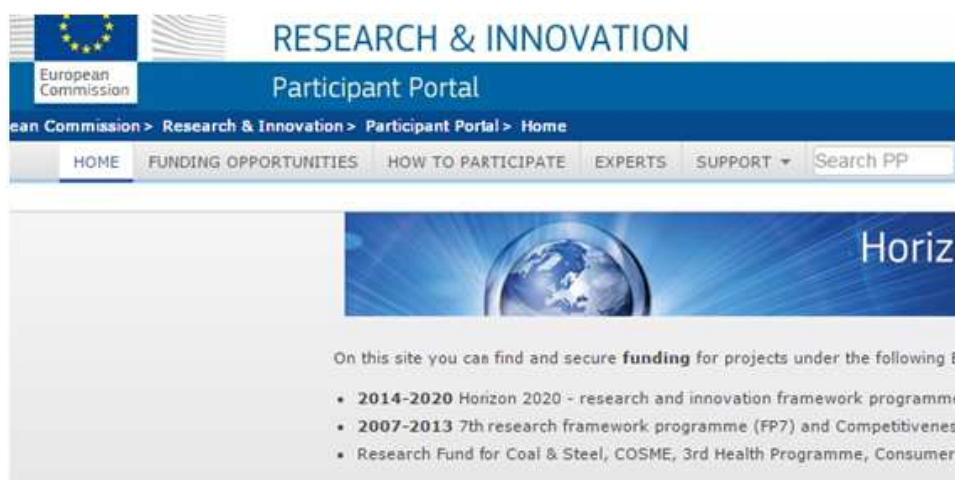 RESEARCH & INNOVATION
European
Commission
Participant Portal
ean Commission > Research & Innovation > Participant Portal > Home
HOME FUNDING OPPORTUNITIES HOW TO PARTICIPATE EXPERTS SUPPORT Search PP
Horiz
On this site you can find and secure funding for projects under the following E
• 2014-2020 Horizon 2020 - research and innovation framework programme
• 2007-2013 7th research framework programme (FP7) and Competitivenes
• Research Fund for Coal & Steel, COSME, 3rd Health Programme, Consumer